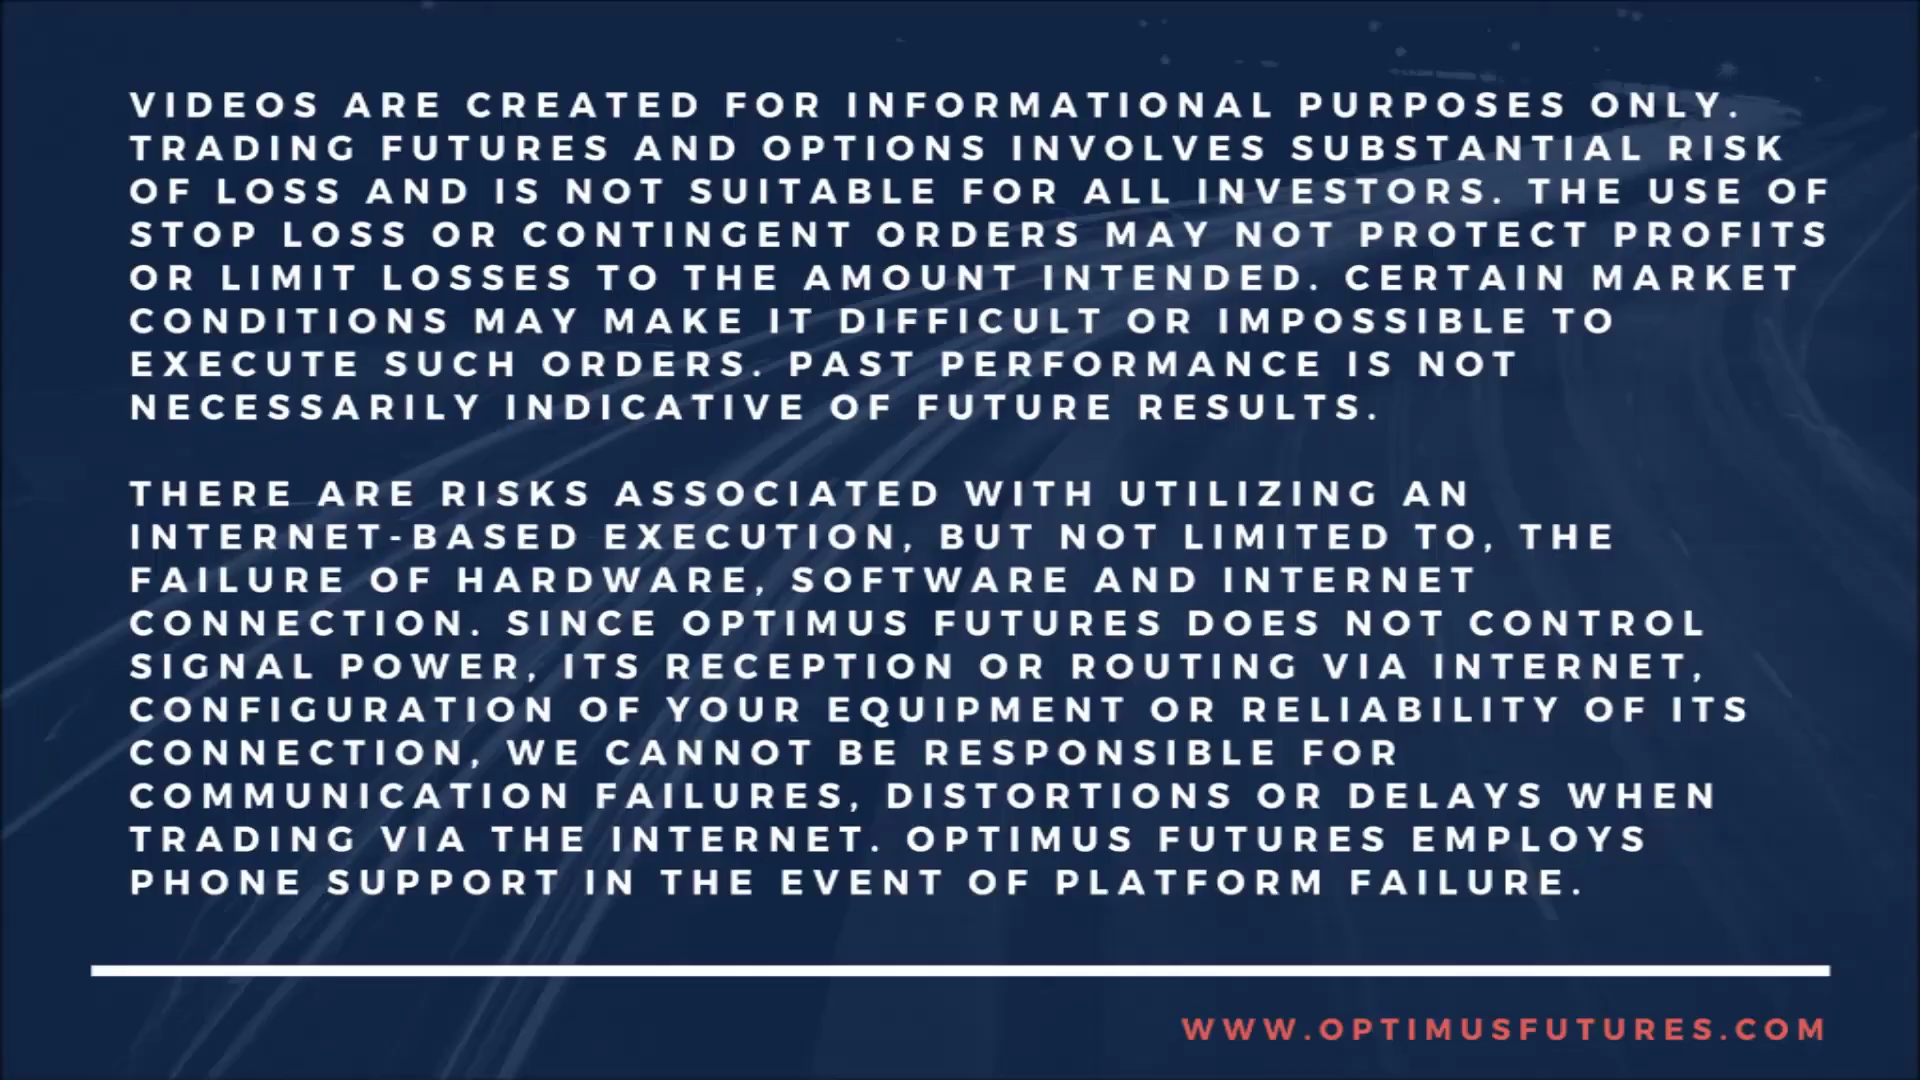 VIDEOS ARE CREATED FOR INFORMATIONAL PURPOSES ONLY.
TRADING FUTURES AND OPTIONS INVOLVES SUBSTANTIAL RISK
OF LOSS AND IS NOT SUITABLE FOR ALL INVESTORS. THE USE OF
STOP LOSS OR CONTINGENT ORDERS MAY NOT PROTECT PROFITS
OR LIMIT LOSSES TO THE AMOUNT INTENDED. CERTAIN MARKET
CONDITIONS MAY MAKE IT DIFFICULT OR IMPOSSIBLE TO
EXECUTE SUCH ORDERS. PAST PERFORMANCE IS NOT
NECESSARILY INDICATIVE OF FUTURE RESULTS.
THERE ARE RISKS ASSOCIATED WITH UTILIZING AN
INTERNET-BASED EXECUTION, BUT NOT LIMITED TO, THE
FAILURE OF HARDWARE, SOFTWARE AND INTERNET
CONNECTION. SINCE OPTIMUS FUTURES DOES NOT CONTROL
SIGNAL POWER, ITS RECEPTION OR ROUTING VIA INTERNET,
CONFIGURATION OF YOUR EQUIPMENT OR RELIABILITY OF ITS
CONNECTION, WE CANNOT BE RESPONSIBLE FOR
COMMUNICATION FAILURES, DISTORTIONS OR DELAYS WHEN
TRADING VIA THE INTERNET. OPTIMUS FUTURES EMPLOYS
PHONE SUPPORT IN THE EVENT OF PLATFORM FAILURE.
WWW.OPTIMUSFUTURES.COM